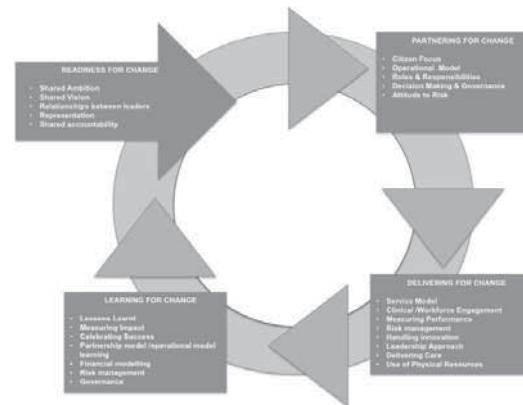 READINESS FOR CHANGE
• Shared Ambition
• Shared Vision
• Relationships between leaders
• Representation
• Shared accountability
PARTNERING FOR CHANGE
• Citizen Focus
• Operational Model
• Roles & Responsibilities
• Decision Making & Governance
• Attitude to Risk
DELIVERING FOR CHANGE
• Service Model
• Clinical /Workforce Engagement
• Measuring Performance
• Risk management
• Handling innovation
• Leadership Approach
• Delivering Care
• Use of Physical Resources
LEARNING FOR CHANGE
• Lessons Learnt
• Measuring Impact
• Celebrating Success
• Partnership model /operational model
learning
• Financial modelling
• Risk management
• Governance